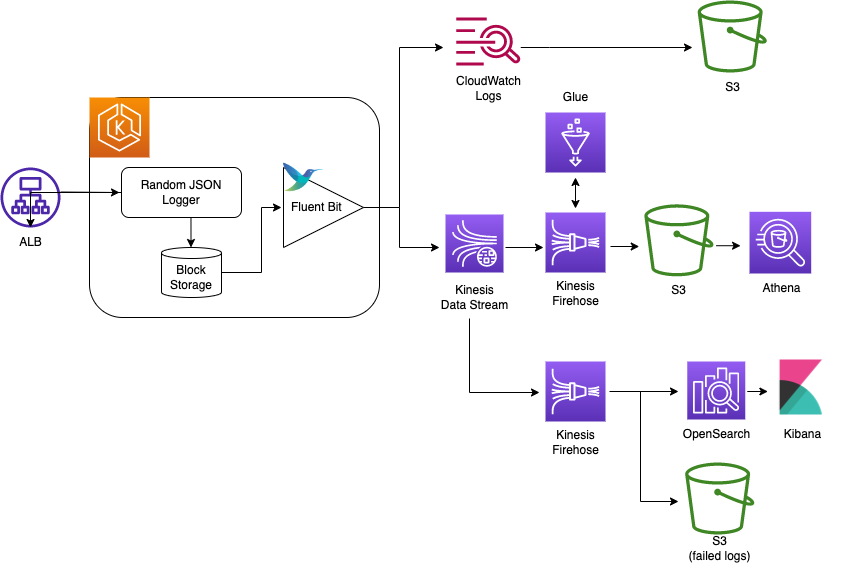 CloudWatch
Logs
S3
Glue
Random JSON
Logger
Fluent Bit
ALB
Block
Storage
Kinesis
Data Stream
Kinesis
Firehose
S3
Athena
Kinesis
Firehose
OpenSearch
Kibana
S3
(failed logs)